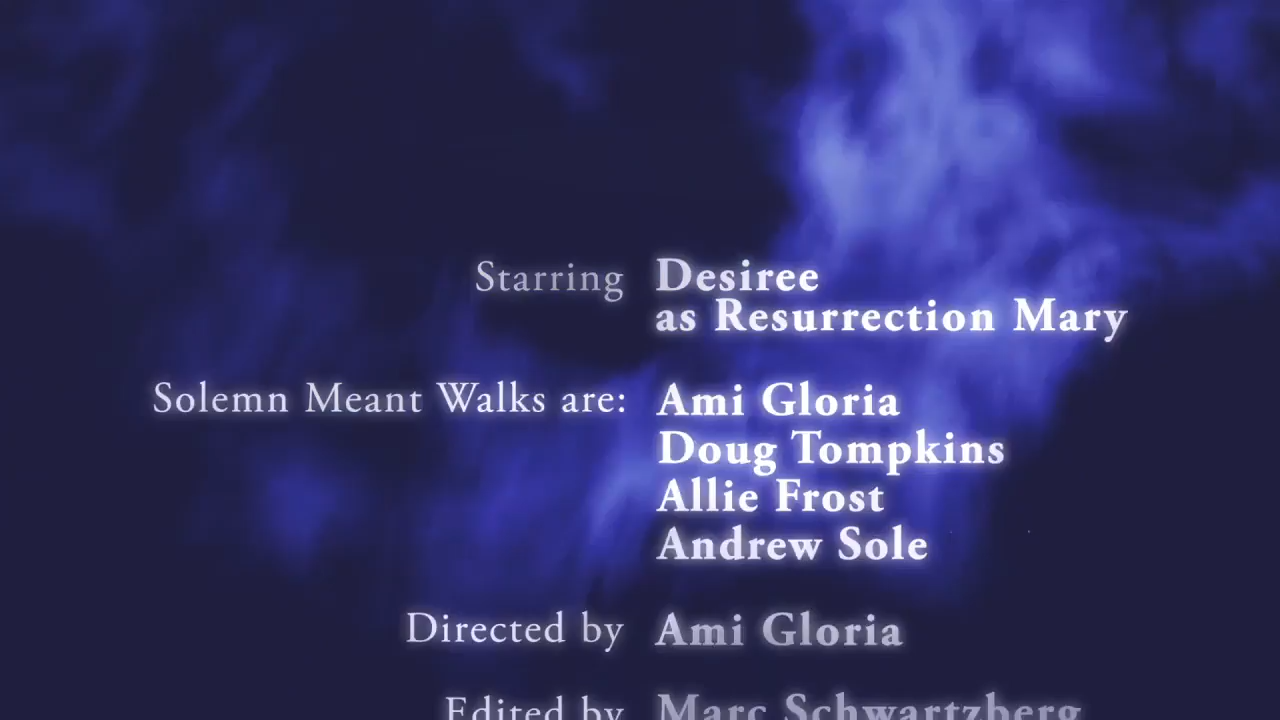 Starring Desiree
as Resurrection Mary
Solemn Meant Walks are: Ami Gloria
Doug Tompkins
Allie Frost
Andrew Sole
Directed by Ami Gloria
Edited by Marc Schwartzberg